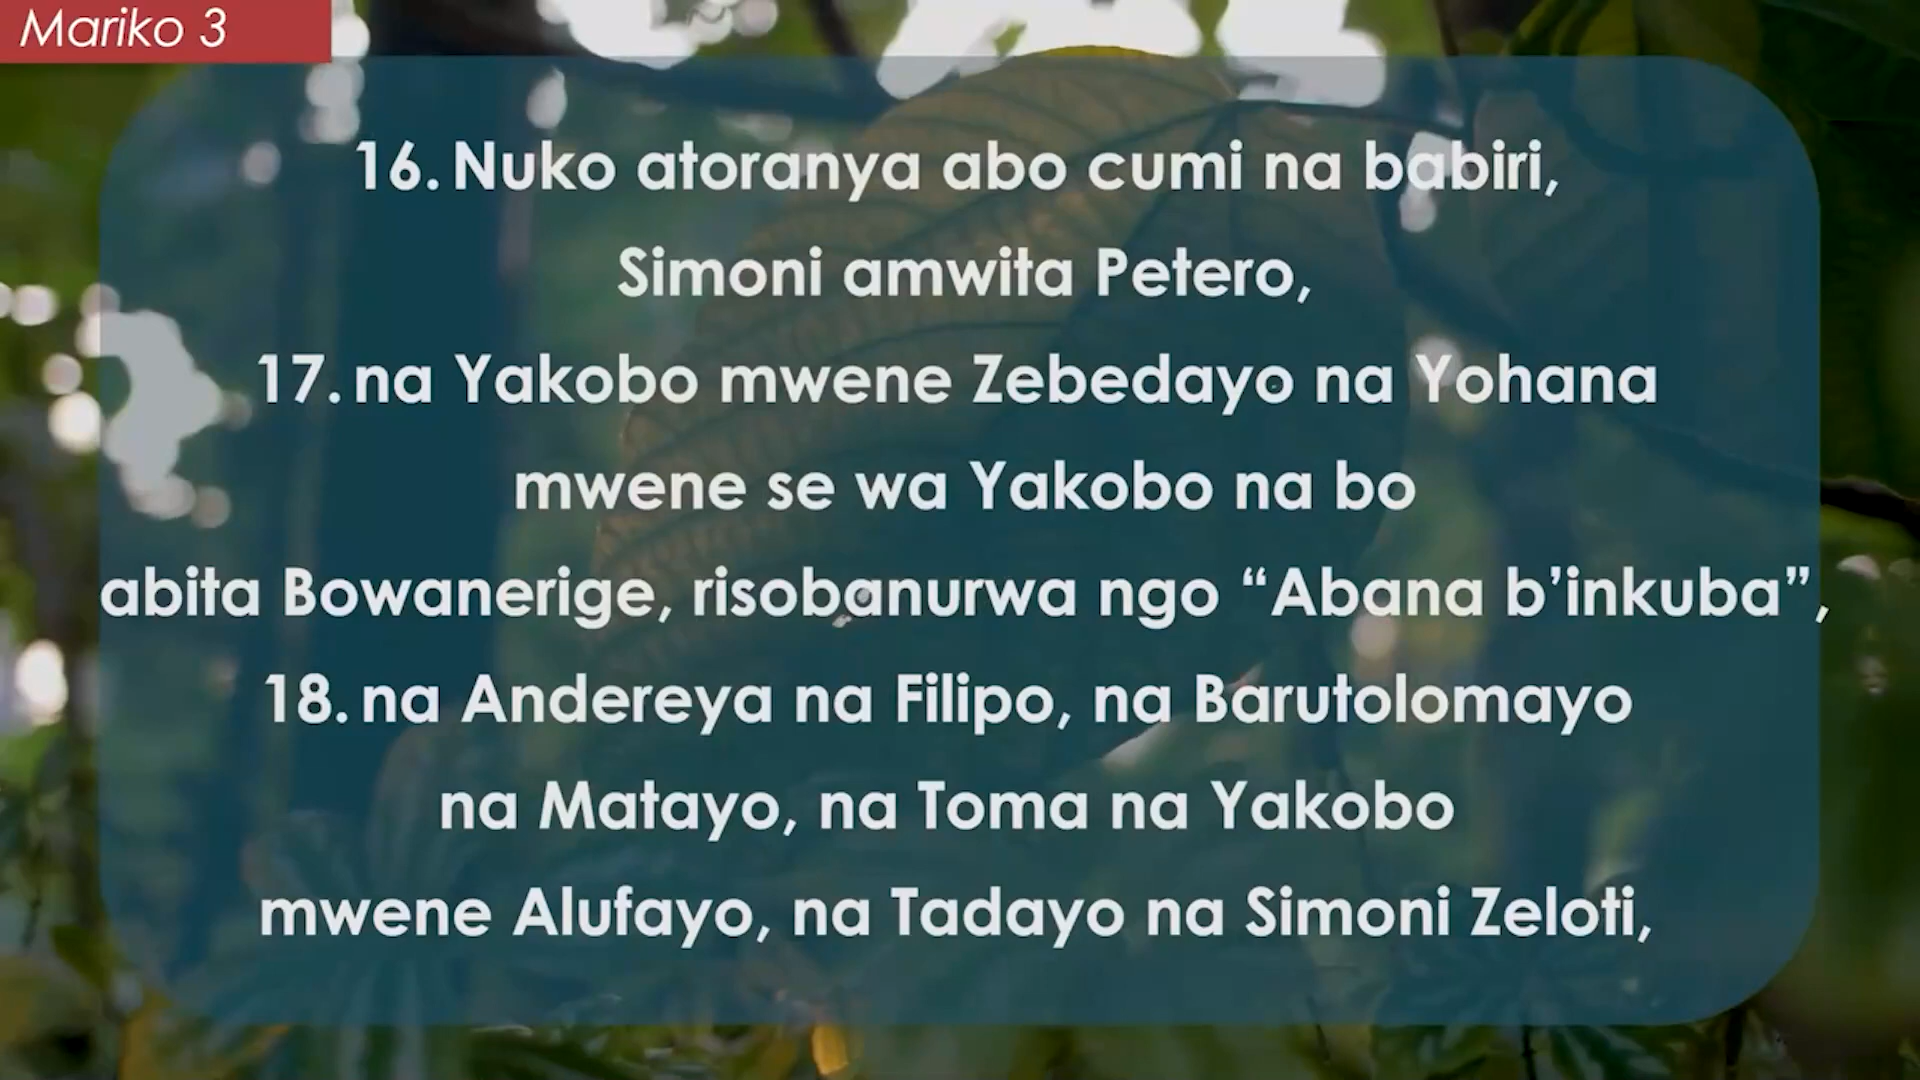 Mariko 3
16. Nuko atoranya abo cumi na babiri,
Simoni amwita Petero,
17. na Yakobo mwene Zebedayo na Yohana
mwene se wa Yakobo na bo
abita Bowanerige, risobanurwa ngo “Abana b’inkuba”,
18. na Andereya na Filipo, na Barutolomayo
na Matayo, na Toma na Yakobo
mwene Alufayo, na Tadayo na Simoni Zeloti,